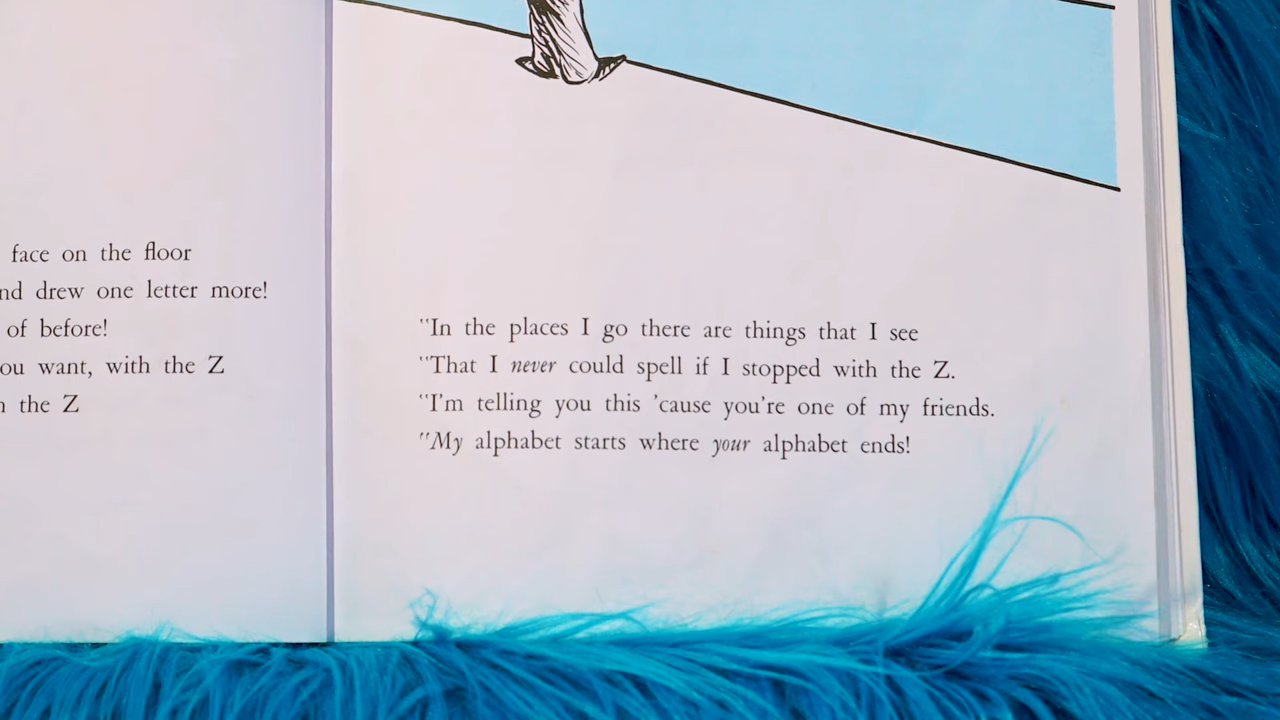 face on the floor
nd drew one letter more!
of before!
ou want, with the Z
the Z
"In the places I go there are things that I see
"That I never could spell if I stopped with the Z.
"I'm telling you this 'cause you're one of my friends.
"My alphabet starts where your alphabet ends!